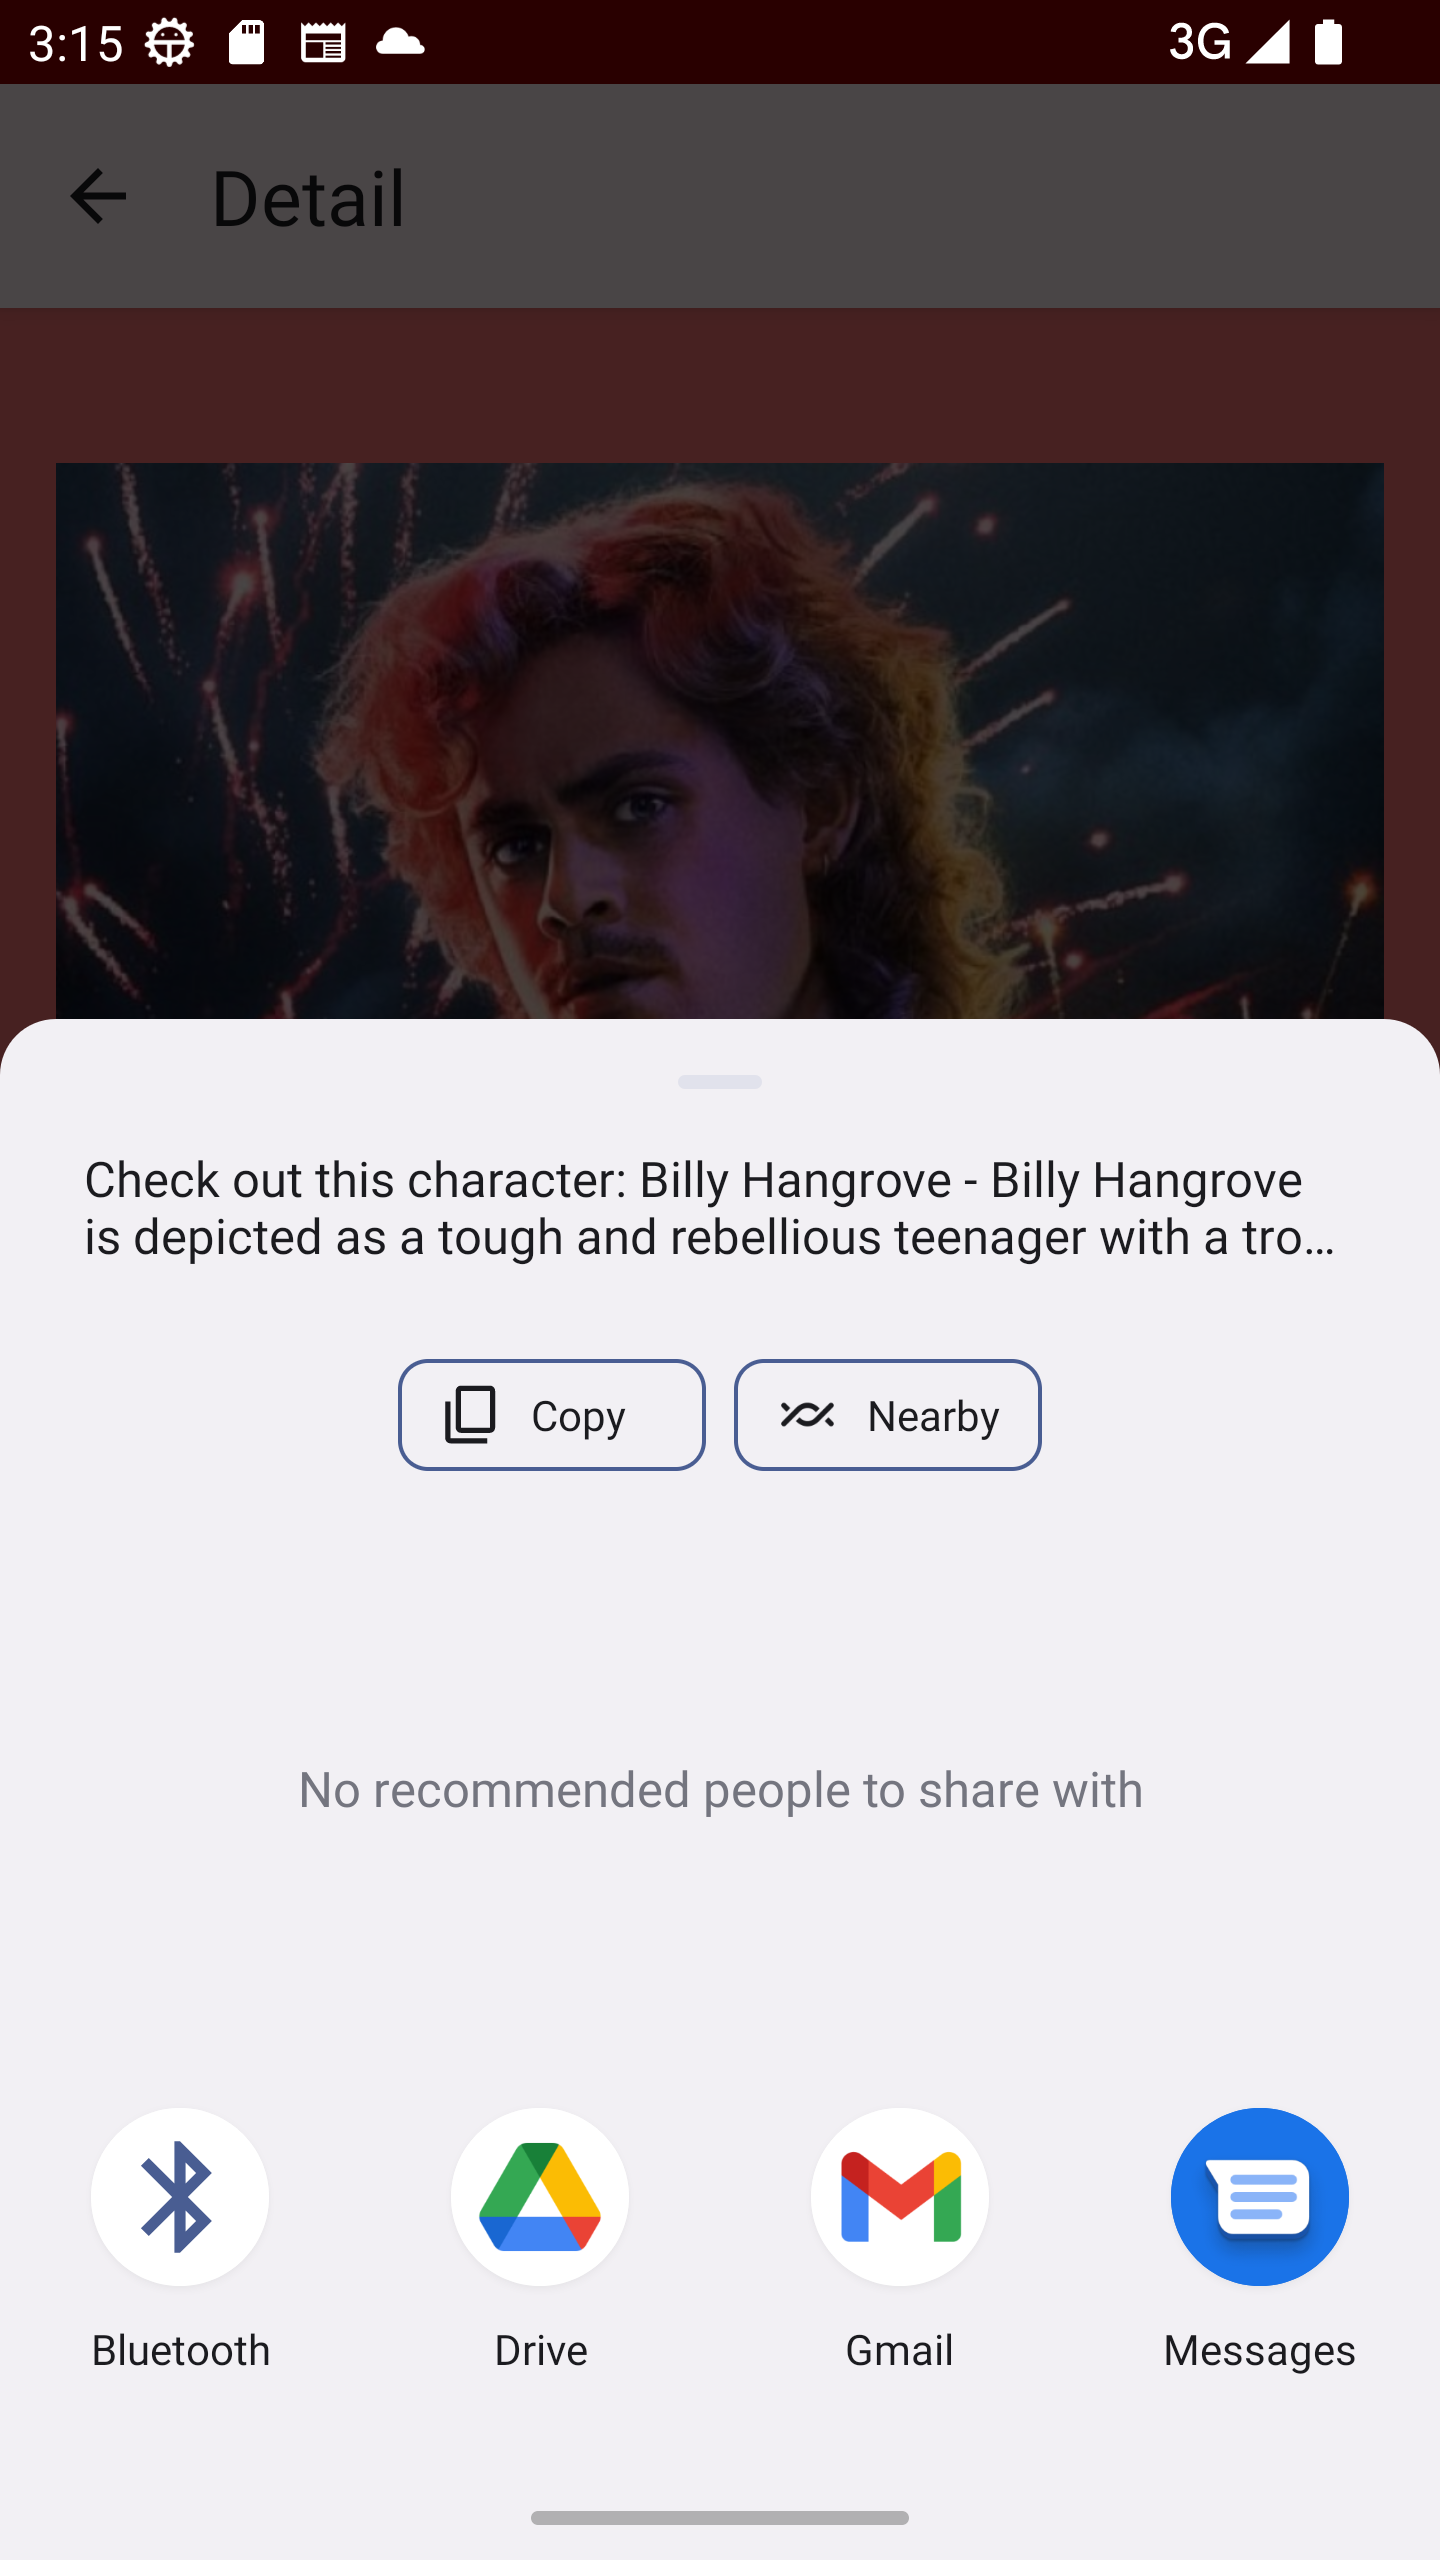 3:15
3G
Detail
Check out this character: Billy Hangrove - Billy Hangrove
is depicted as a tough and rebellious teenager with a tro…
Copy
Nearby
No recommended people to share with
Bluetooth
Drive
Gmail
Messages